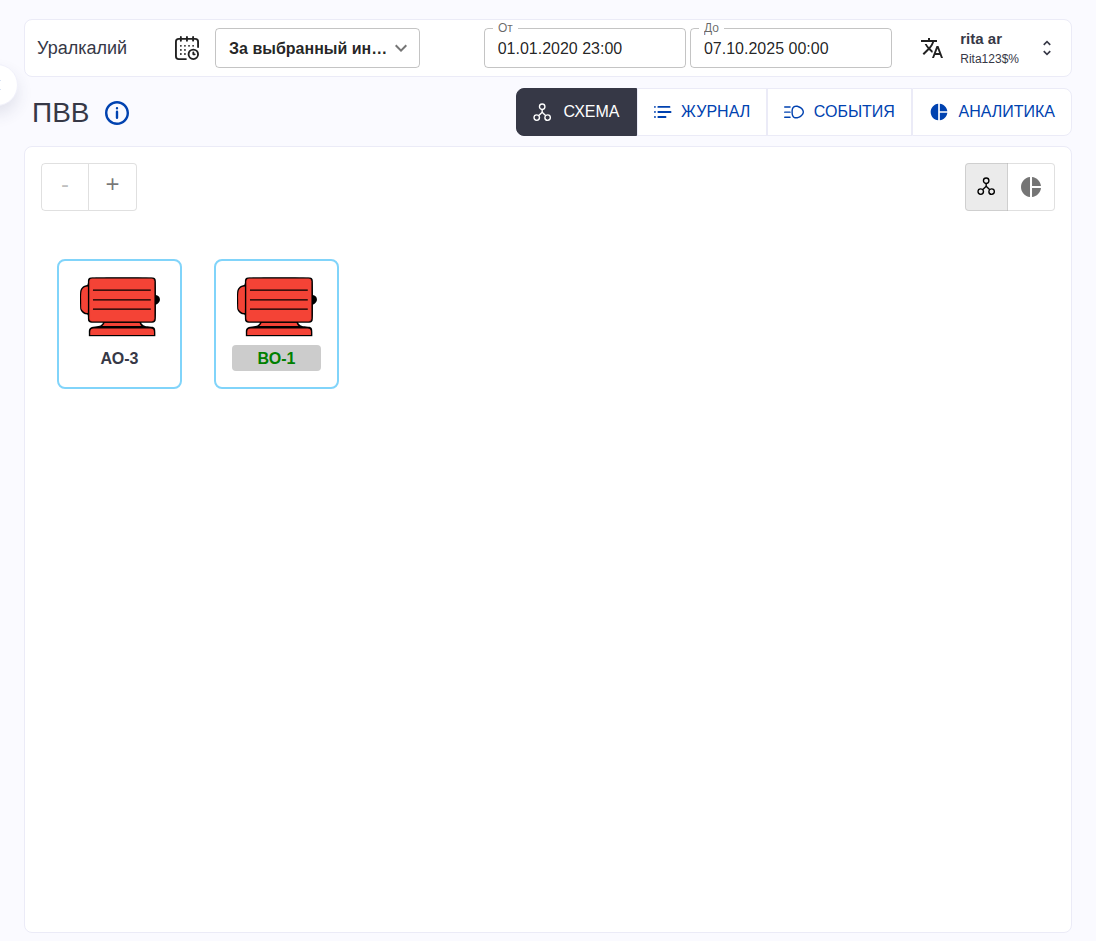 Уралкалий
За выбранный ин…
От
01.01.2020 23:00
До
07.10.2025 00:00
rita ar
Rita123$%
ПВВ
СХЕМА
ЖУРНАЛ
СОБЫТИЯ
АНАЛИТИКА
- +
АО-3
ВО-1